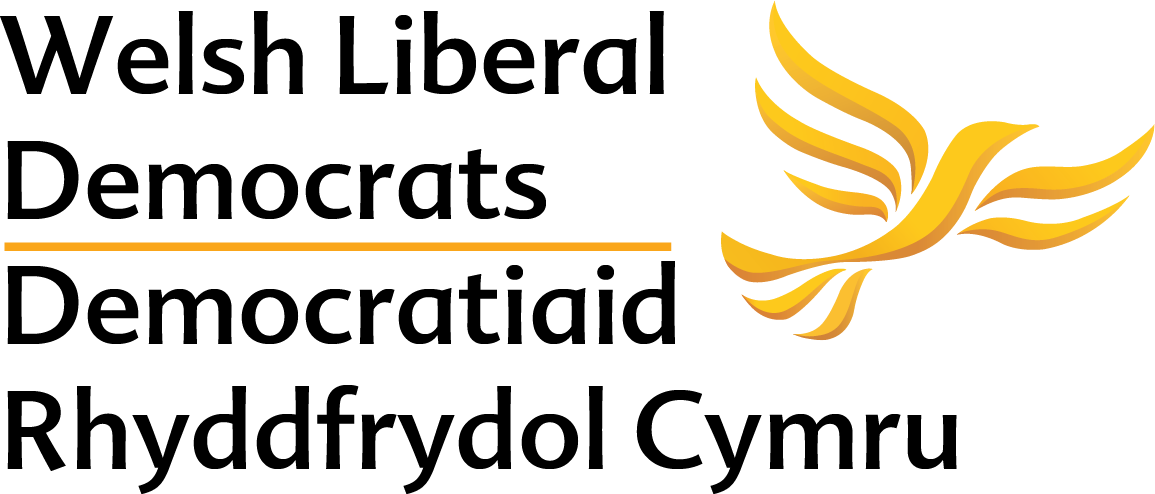 Welsh Liberal
Democrats
Democratiaid
Rhyddfrydol Cymru